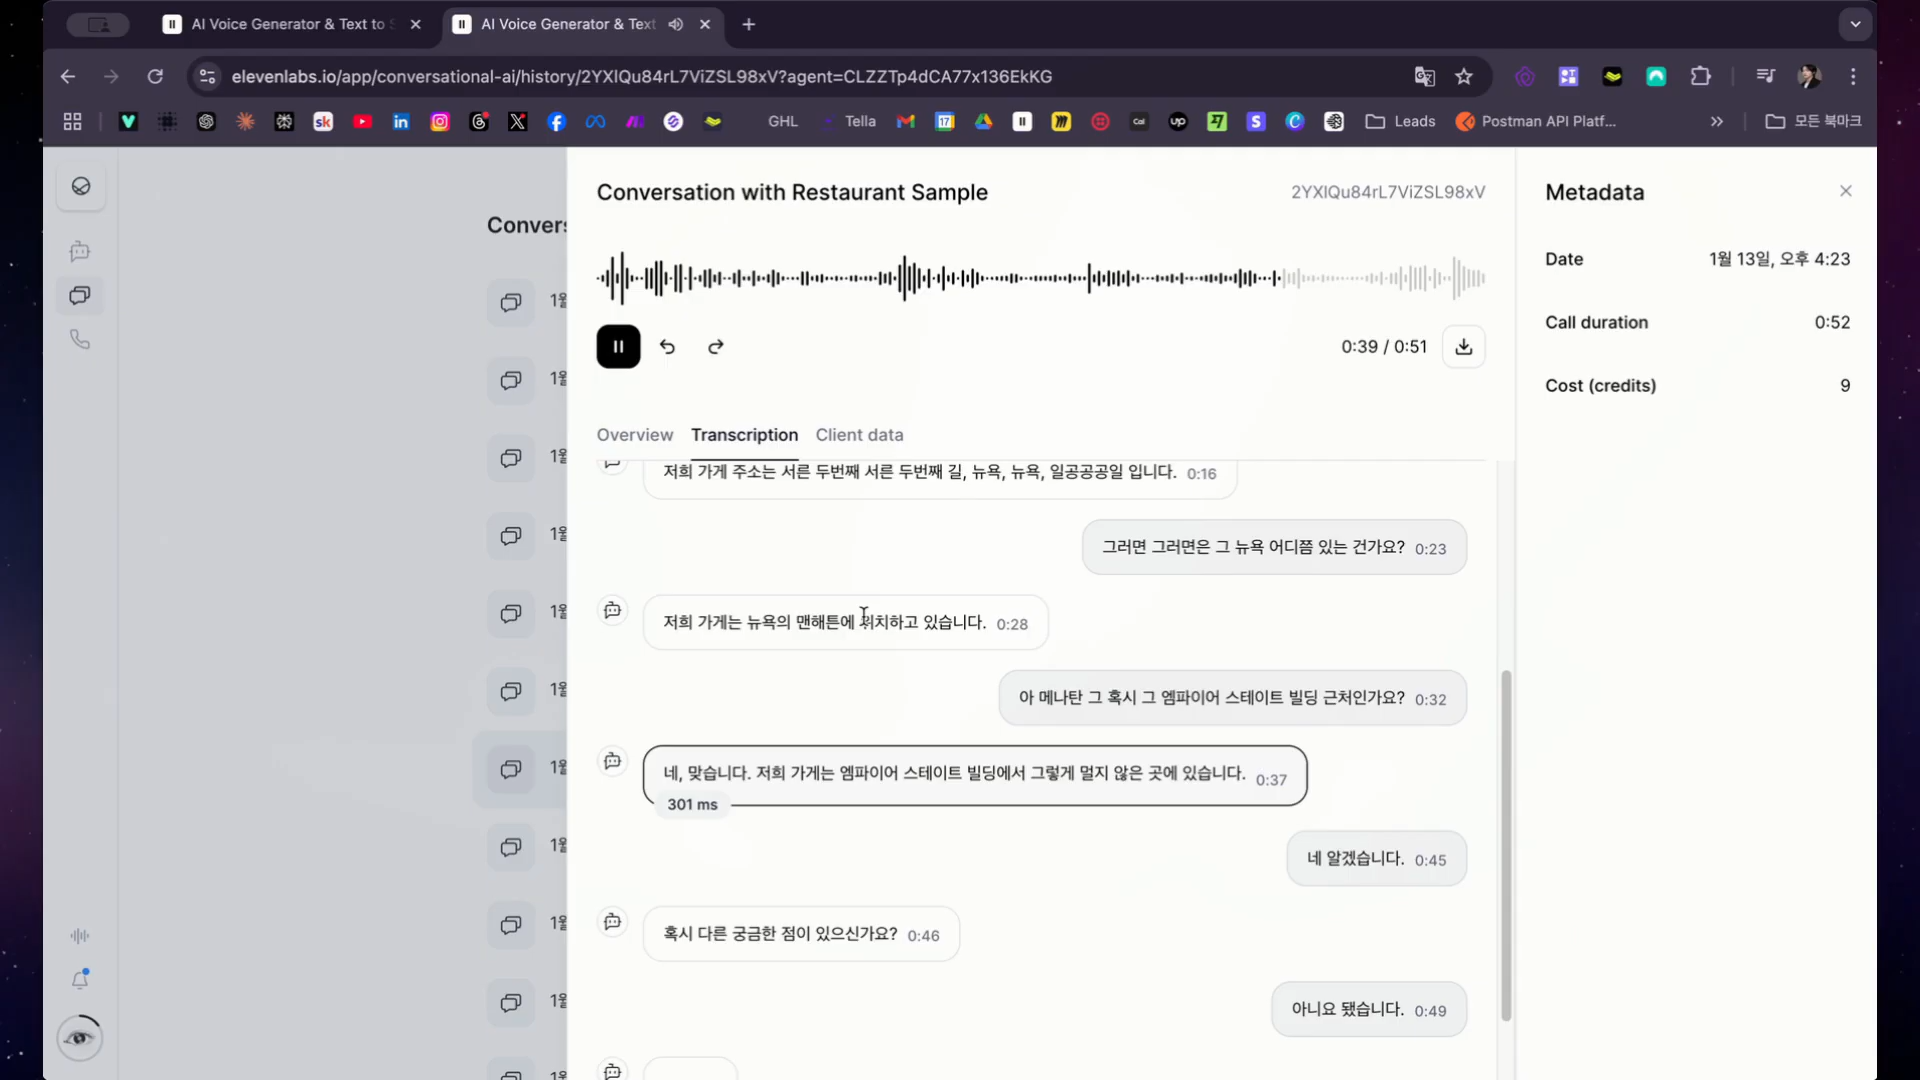 AI Voice Generator & Text to S
AI Voice Generator & Text
elevenlabs.io/app/conversational-ai/history/2YXIQu84rL7ViZSL98xV?agent=CLZZTp4dCA77x136EkKG
GHL
Tella
Leads
Postman API Platf...
모든 북마크
Convers
Conversation with Restaurant Sample
2YXIQu84rL7ViZSL98xV
0:39 / 0:51
Overview
Transcription
Client data
저희 가게 주소는 서른 두번째 서른 두번째 길, 뉴욕, 뉴욕, 일공공공일 입니다. 0:16
그러면 그러면은 그 뉴욕 어디쯤 있는 건가요? 0:23
저희 가게는 뉴욕의 맨해튼에 위치하고 있습니다. 0:28
아 메나탄 그 혹시 그 엠파이어 스테이트 빌딩 근처인가요? 0:32
네, 맞습니다. 저희 가게는 엠파이어 스테이트 빌딩에서 그렇게 멀지 않은 곳에 있습니다. 0:37
301 ms
네 알겠습니다. 0:45
혹시 다른 궁금한 점이 있으신가요? 0:46
아니요 됐습니다. 0:49
Metadata
Date
1월 13일, 오후 4:23
Call duration
0:52
Cost (credits)
9